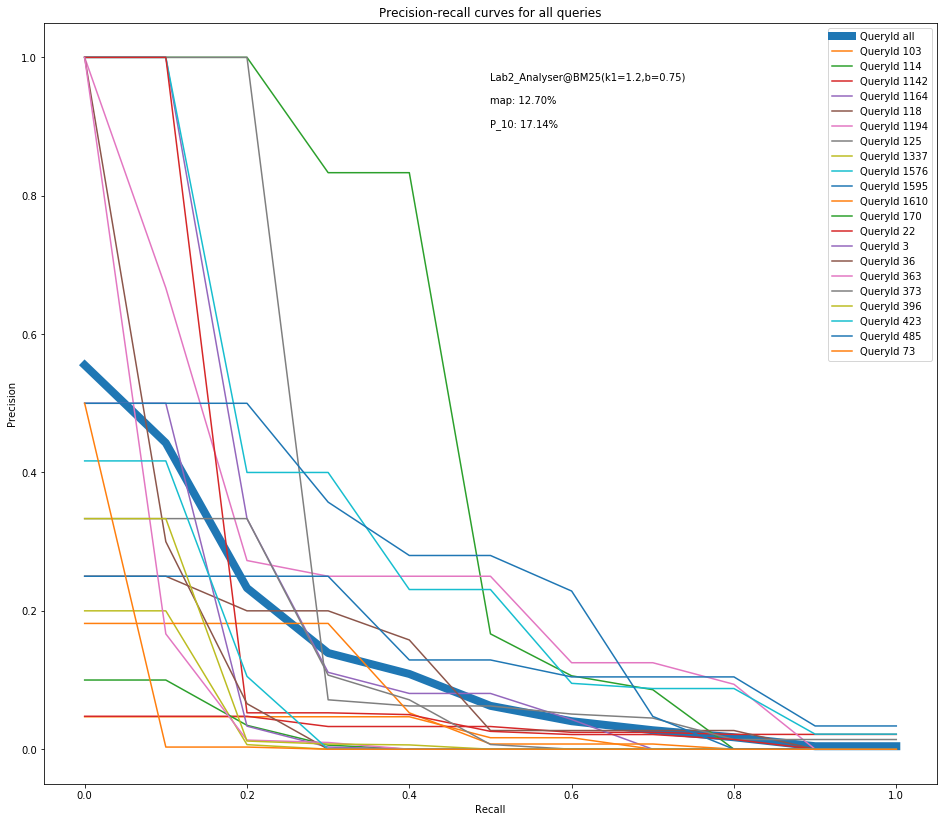 Precision-recall curves for all queries
Lab2_Analyser@BM25(k1=1.2,b=0.75)
map: 12.70%
P_10: 17.14%
QueryId all
QueryId 103
QueryId 114
QueryId 1142
QueryId 1164
QueryId 118
QueryId 1194
QueryId 125
QueryId 1337
QueryId 1576
QueryId 1595
QueryId 1610
QueryId 170
QueryId 22
QueryId 3
QueryId 36
QueryId 363
QueryId 373
QueryId 396
QueryId 423
QueryId 485
QueryId 73
Precision
1.0
0.8
0.6
0.4
0.2
0.0
0.0 0.2 0.4 0.6 0.8 1.0
Recall